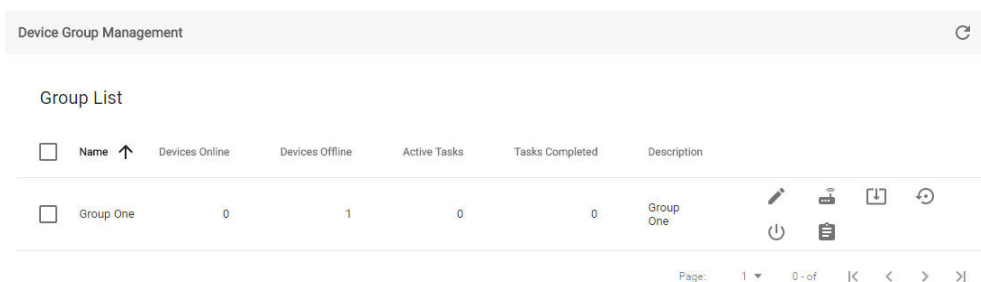 Device Group Management
Group List
Name Devices Online Devices Offline Active Tasks Tasks Completed Description
Group One 0 1 0 0 Group
One
Page: 1 0 - of